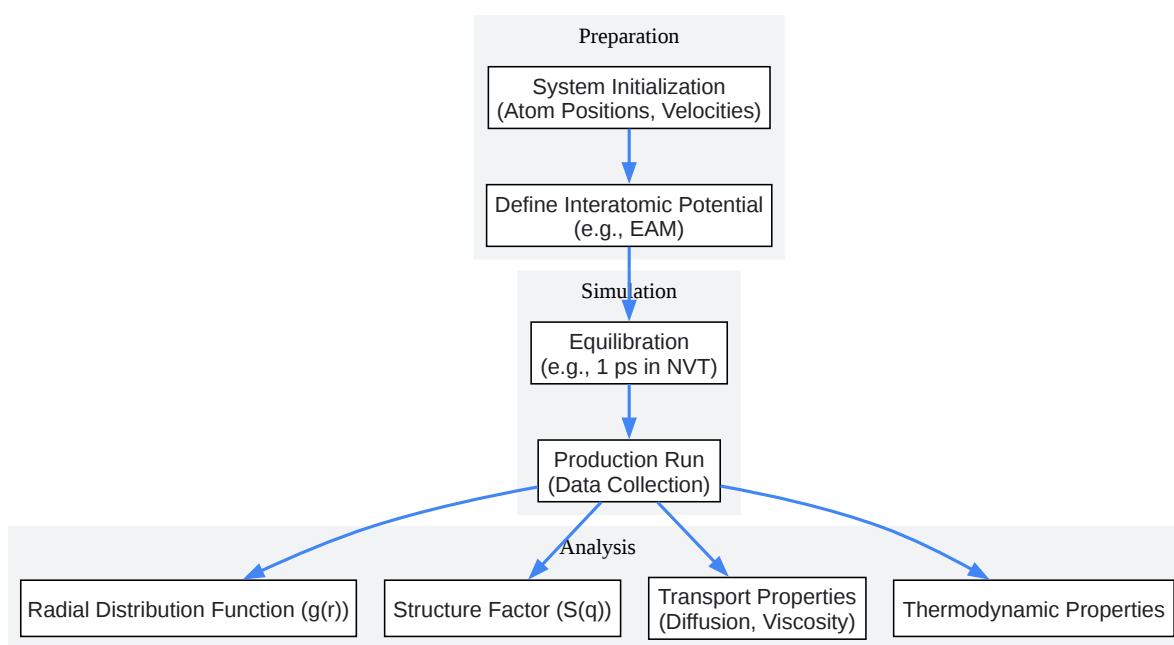 Preparation
System Initialization
(Atom Positions, Velocities)
Define Interatomic Potential
(e.g., EAM)
Simulation
Equilibration
(e.g., 1 ps in NVT)
Production Run
(Data Collection)
Analysis
Radial Distribution Function (g(r))
Structure Factor (S(q))
Transport Properties
(Diffusion, Viscosity)
Thermodynamic Properties